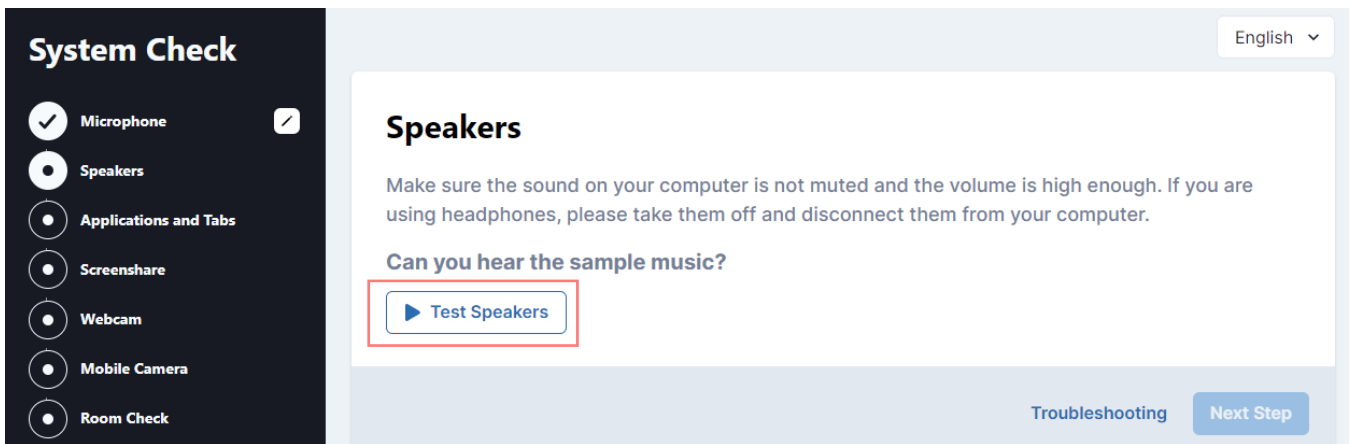 System Check
Microphone
Speakers
Applications and Tabs
Screenshare
Webcam
Mobile Camera
Room Check
English
Speakers
Make sure the sound on your computer is not muted and the volume is high enough. If you are
using headphones, please take them off and disconnect them from your computer.
Can you hear the sample music?
Test Speakers
Troubleshooting
Next Step